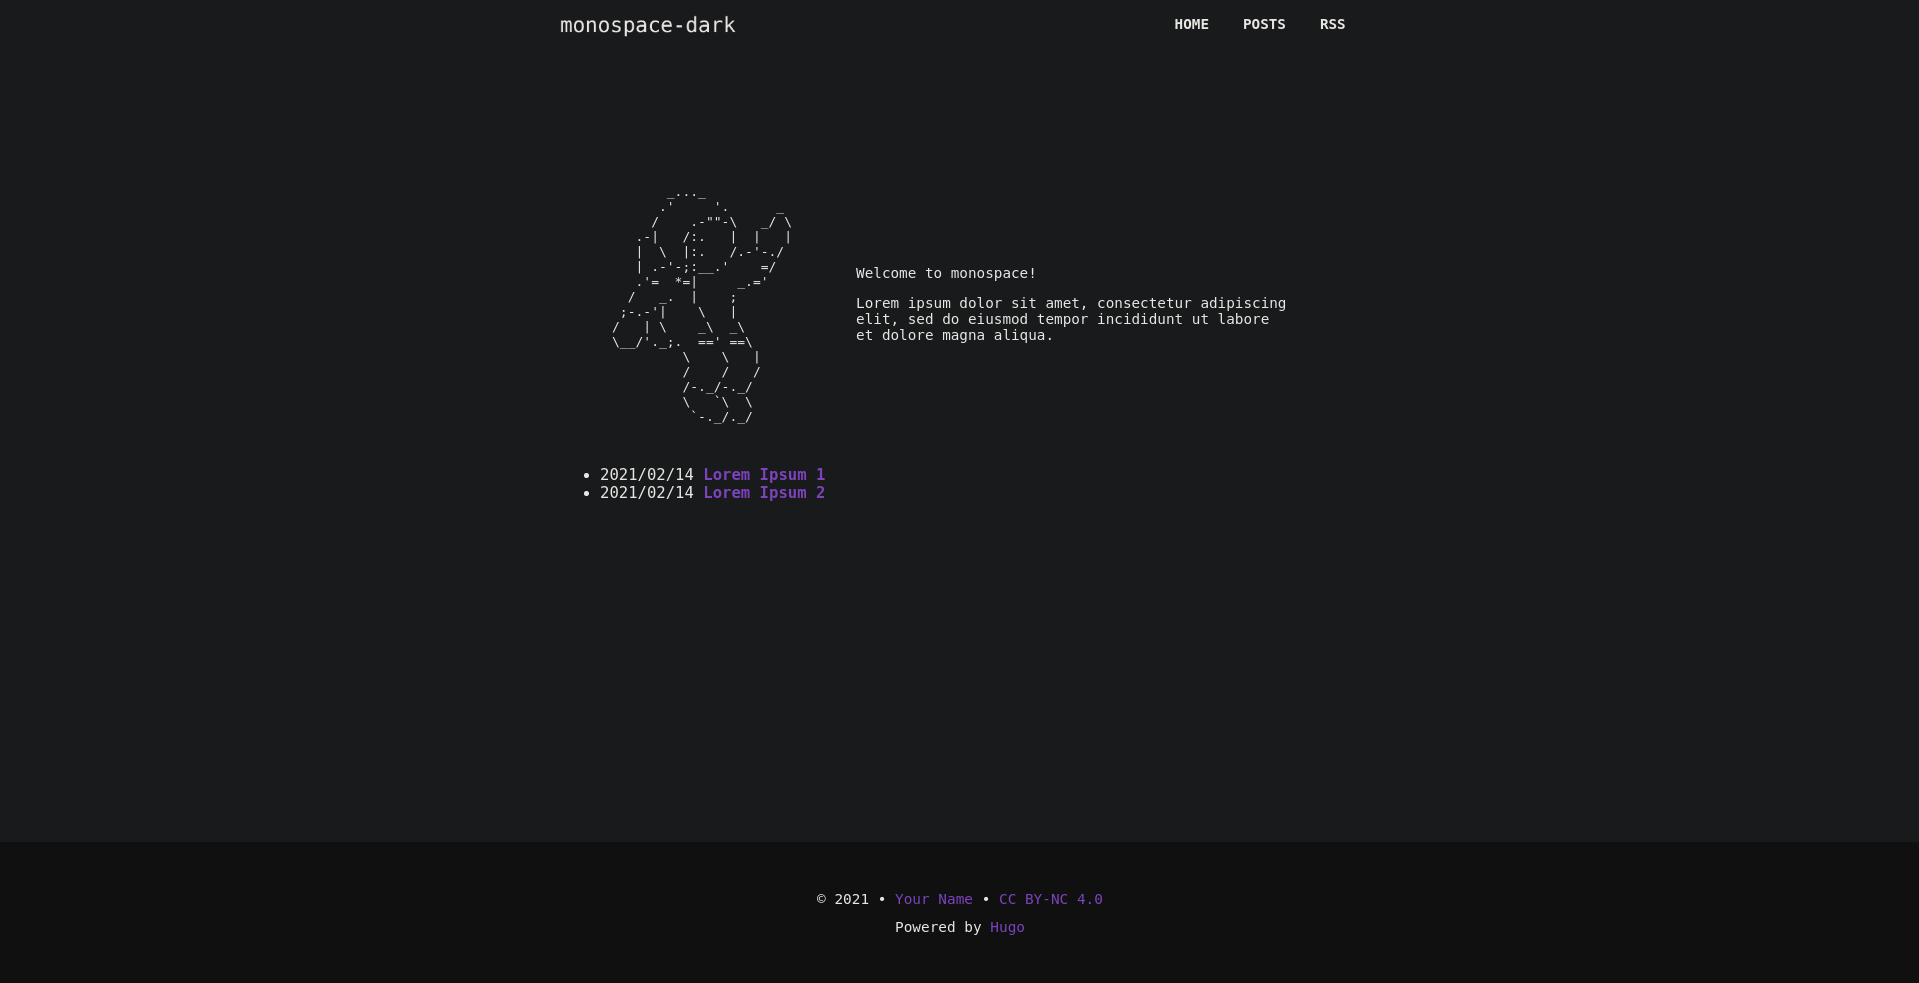 monospace-dark
HOME POSTS RSS
         _..._
       .'     '.      _
      /    .-""-\   _/ \
    .-|   /:.   |  |   |
    |  \  |:.   /.-'-./
    | .-'-;:__.'    =/
    .'=  *=|     _.='
   /   _.  |    ;
  ;-.-'|    \   |
 /   | \    _\  _\
 \__/'._;.  ==' ==\
          \    \   |
          /    /   /
          /-._/-._/
          \   `\  \
           `-._/._/
Welcome to monospace!
Lorem ipsum dolor sit amet, consectetur adipiscing
elit, sed do eiusmod tempor incididunt ut labore
et dolore magna aliqua.
• 2021/02/14 Lorem Ipsum 1
• 2021/02/14 Lorem Ipsum 2
© 2021 • Your Name • CC BY-NC 4.0
Powered by Hugo